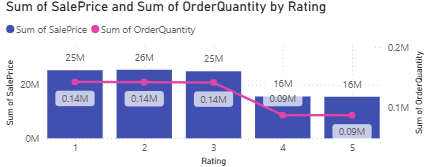 Sum of SalePrice and Sum of OrderQuantity by Rating
Sum of SalePrice Sum of OrderQuantity
25M 26M 25M 16M 16M
0.14M 0.14M 0.14M 0.09M 0.09M
20M
0M
0.2M
0.1M
Sum of SalePrice
Sum of OrderQuantity
1 2 3 4 5
Rating